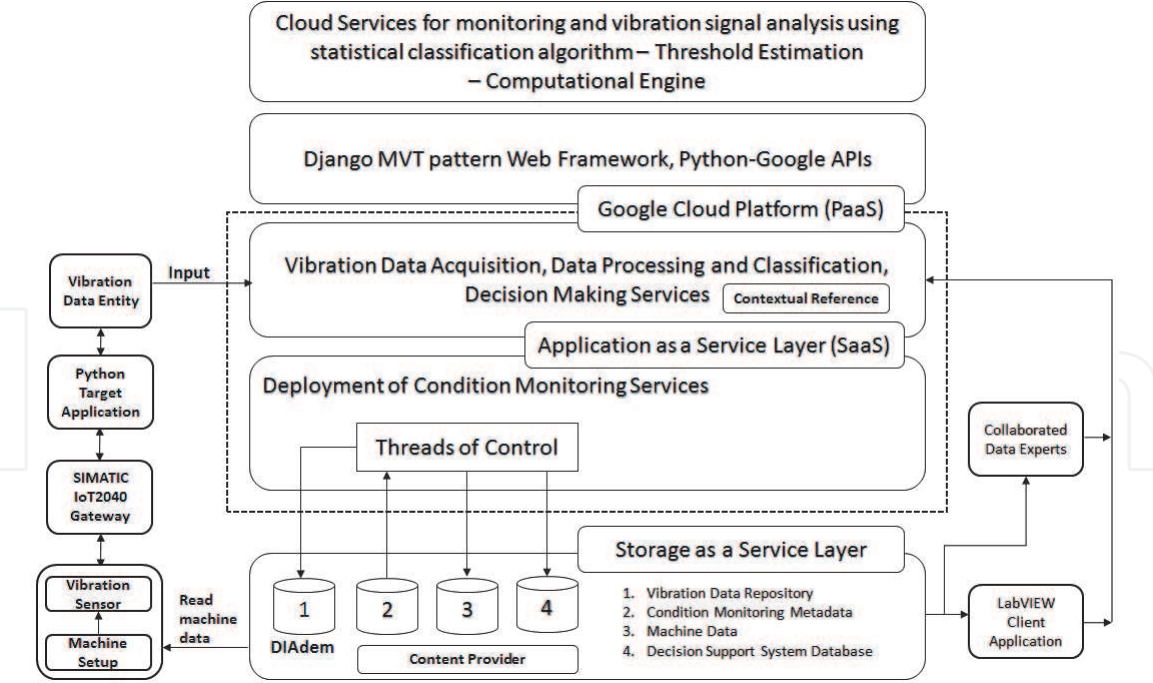 Cloud Services for monitoring and vibration signal analysis using
statistical classification algorithm – Threshold Estimation
– Computational Engine
Django MVT pattern Web Framework, Python-Google APIs
Google Cloud Platform (PaaS)
Vibration Data Acquisition, Data Processing and Classification,
Decision Making Services
Contextual Reference
Application as a Service Layer (SaaS)
Deployment of Condition Monitoring Services
Threads of Control
Input
Vibration
Data Entity
Python
Target
Application
SIMATIC
IoT2040
Gateway
Vibration
Sensor
Machine
Setup
Read
machine
data
Storage as a Service Layer
1
2
3
4
DIAdem
Content Provider
1. Vibration Data Repository
2. Condition Monitoring Metadata
3. Machine Data
4. Decision Support System Database
Collaborated
Data Experts
LabVIEW
Client
Application